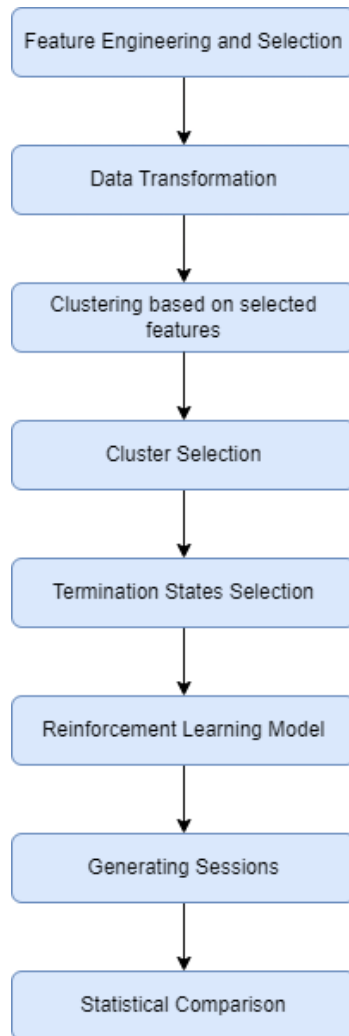 Feature Engineering and Selection
Data Transformation
Clustering based on selected
features
Cluster Selection
Termination States Selection
Reinforcement Learning Model
Generating Sessions
Statistical Comparison